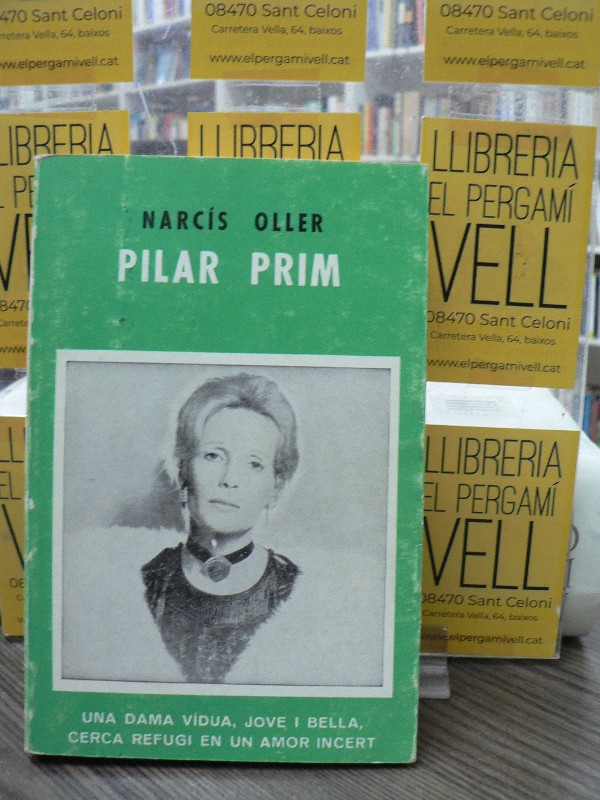 08470 Sant Celoni
Carretera Vella, 64, baixos
www.elpergamivell.cat
08470 Sant Celoni
Carretera Vella, 64, baixos
www.elpergamivell.cat
08470 Sant Celoni
Carretera Vella, 64, baixos
www.elpergamivell.cat
LLIBRERIA
LLIBRERIA
EL PERGAMÍ
VELL
08470 Sant Celoni
Carretera Vella, 64, baixos
www.elpergamivell.cat
NARCÍS OLLER
PILAR PRIM
UNA DAMA VÍDUA, JOVE I BELLA,
CERCA REFUGI EN UN AMOR INCERT
LLIBRERIA
EL PERGAMÍ
VELL
08470 Sant Celoni
Carretera Vella, 64, baixos
www.elpergamivell.cat